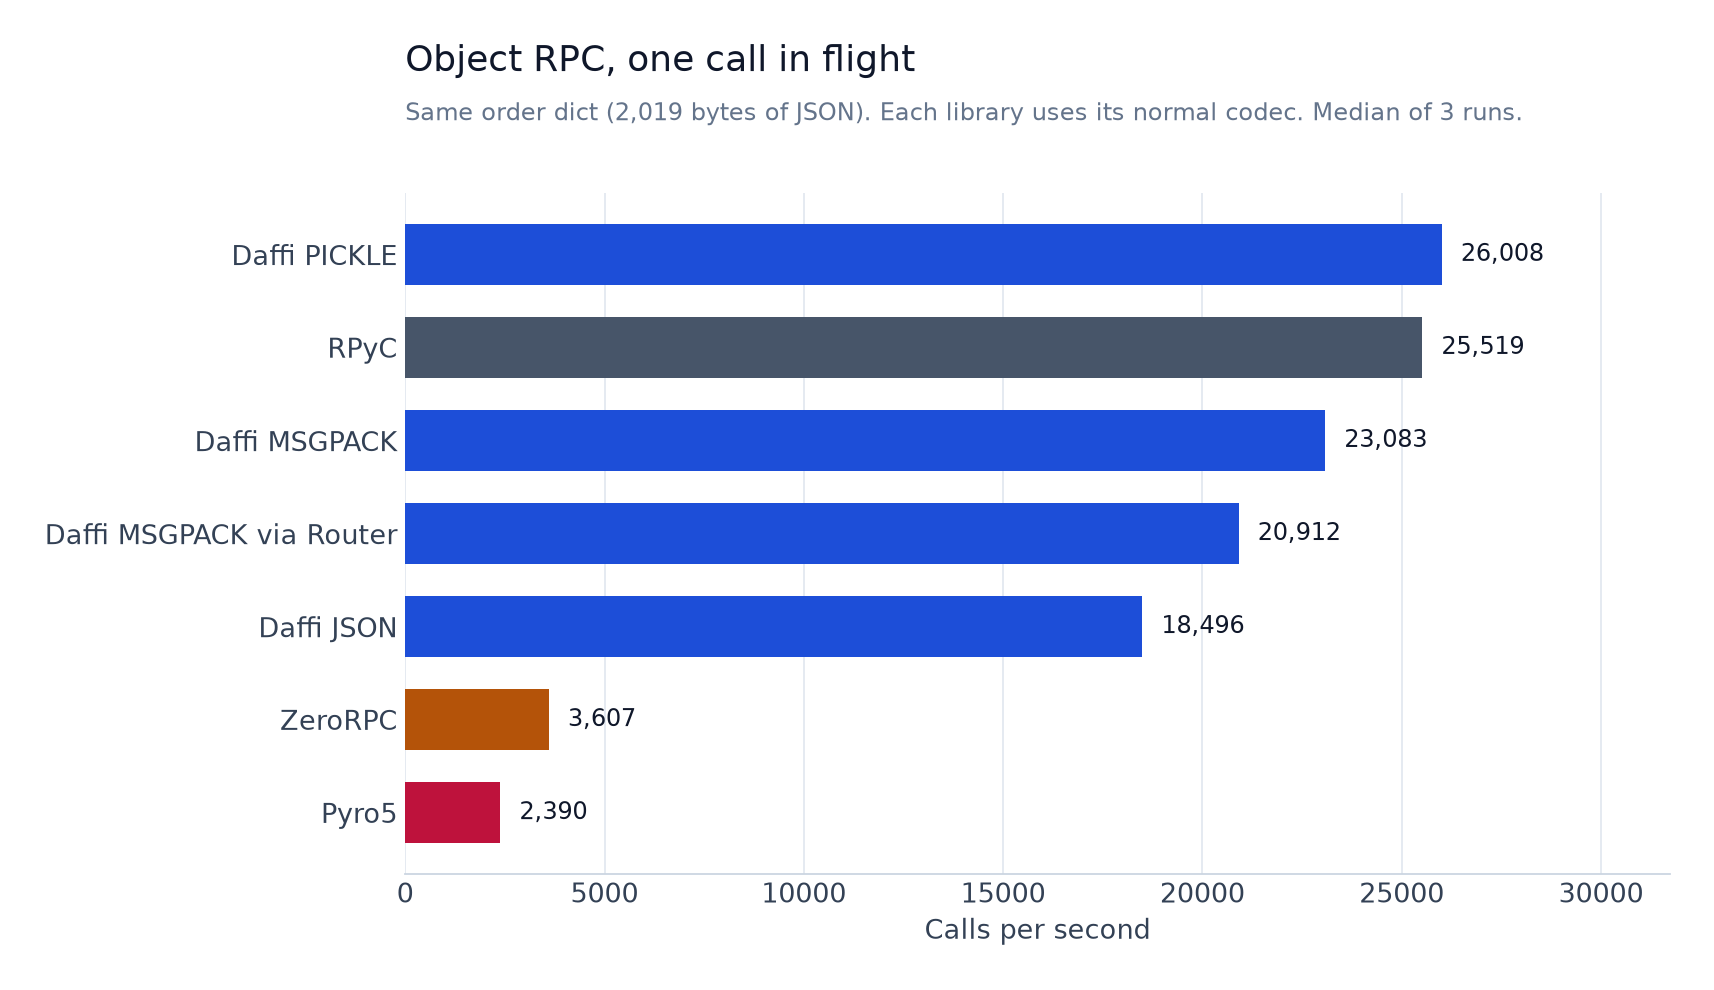 Object RPC, one call in flight
Same order dict (2,019 bytes of JSON). Each library uses its normal codec. Median of 3 runs.
Daffi PICKLE 26,008
RPyC 25,519
Daffi MSGPACK 23,083
Daffi MSGPACK via Router 20,912
Daffi JSON 18,496
ZeroRPC 3,607
Pyro5 2,390
0 5000 10000 15000 20000 25000 30000
Calls per second